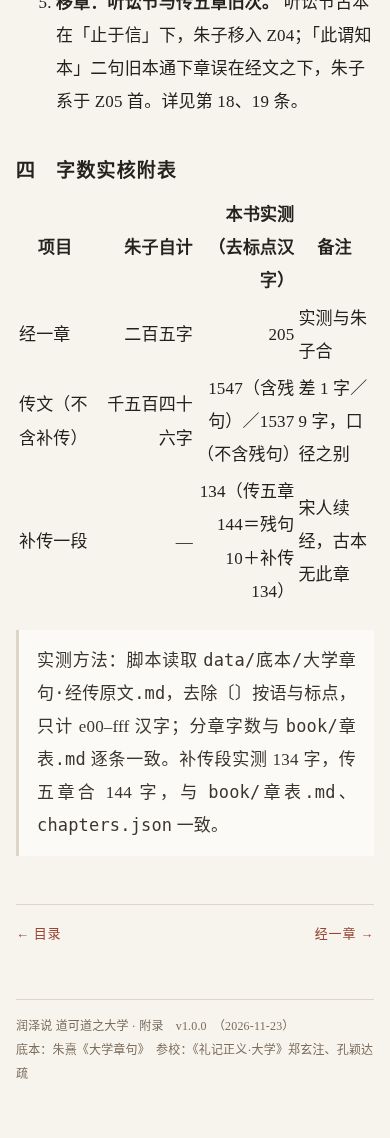 5. 移章：听讼节与传五章旧次。 听讼节古本
在「止于信」下，朱子移入 Z04；「此谓知
本」二句旧本通下章误在经文之下，朱子
系于 Z05 首。详见第 18、19 条。
四　字数实核附表
项目 朱子自计 本书实测（去标点汉字） 备注
经一章 二百五字 205 实测与朱子合
传文（不含补传） 千五百四十六字 1547（含残句）／1537（不含残句） 差 1 字／9 字，口径之别
补传一段 — 134（传五章 144＝残句 10＋补传 134） 宋人续经，古本无此章
实测方法：脚本读取 data/底本/大学章
句·经传原文.md，去除〔〕按语与标点，
只计 e00–fff 汉字；分章字数与 book/章
表.md 逐条一致。补传段实测 134 字，传
五章合 144 字，与 book/章表.md、
chapters.json 一致。
← 目录
经一章 →
润泽说 道可道之大学 · 附录　v1.0.0　（2026-11-23）
底本：朱熹《大学章句》　参校：《礼记正义·大学》郑玄注、孔颖达
疏